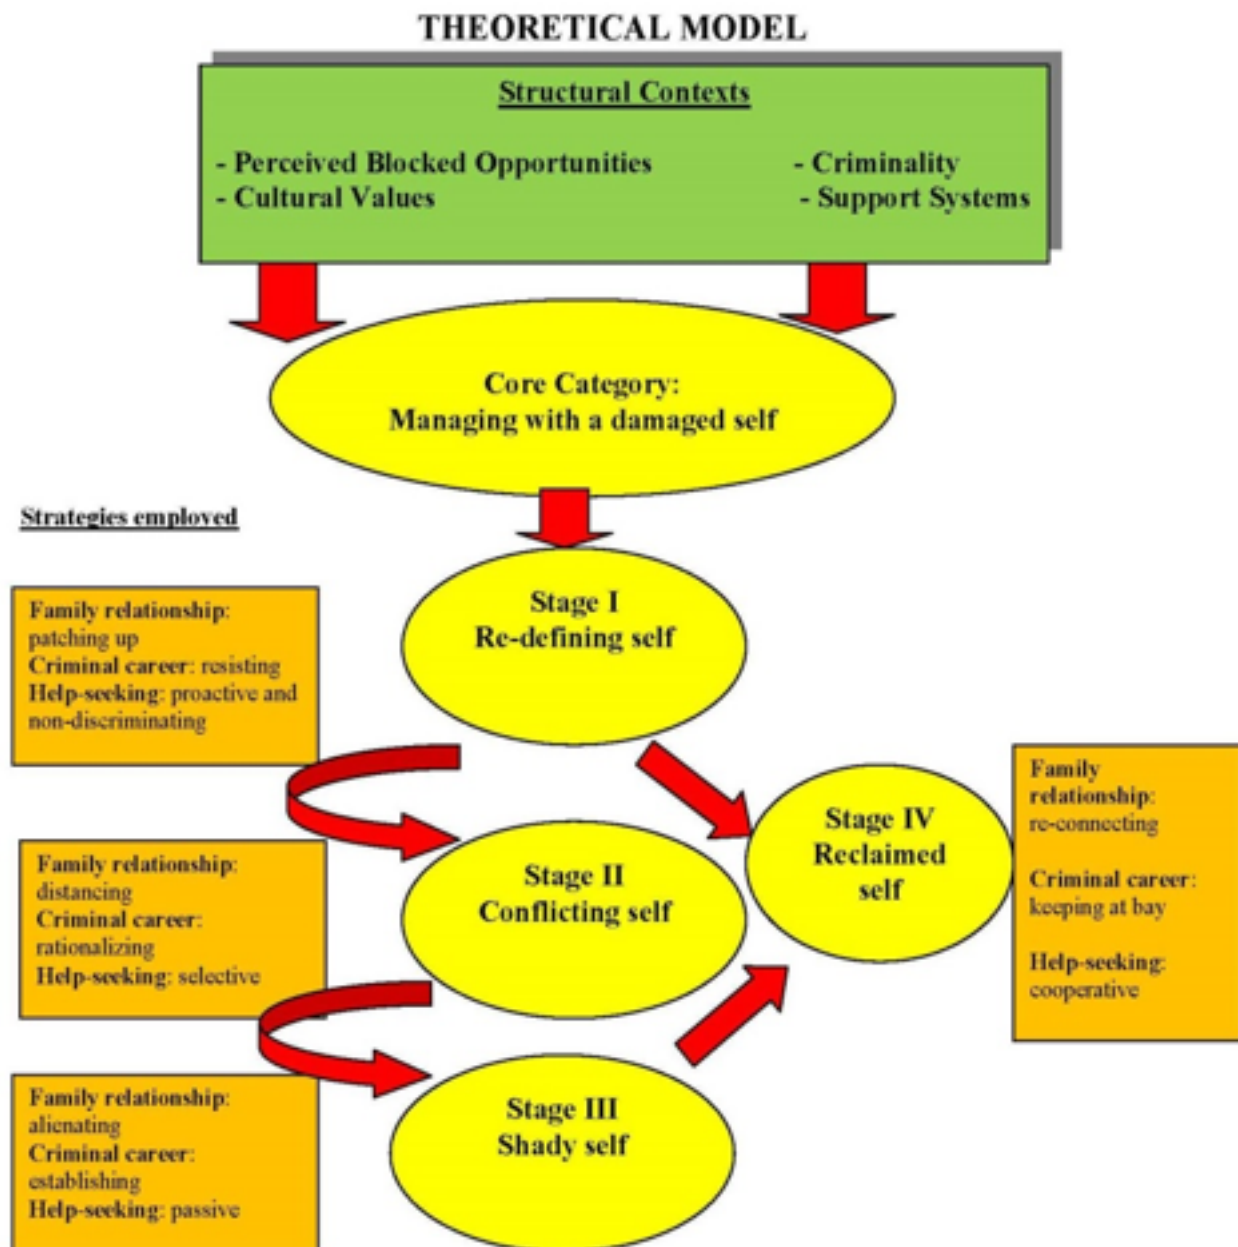 THEORETICAL MODEL
Structural Contexts
- Perceived Blocked Opportunities - Criminality
- Cultural Values - Support Systems
Core Category:
Managing with a damaged self
Strategies employed
Stage I
Re-defining self
Family relationship:
patching up
Criminal career: resisting
Help-seeking: proactive and
non-discriminating
Stage II
Conflicting self
Family relationship:
distancing
Criminal career:
rationalizing
Help-seeking: selective
Stage IV
Reclaimed
self
Family
relationship:
re-connecting
Criminal career:
keeping at bay
Help-seeking:
cooperative
Stage III
Shady self
Family relationship:
alienating
Criminal career:
establishing
Help-seeking: passive